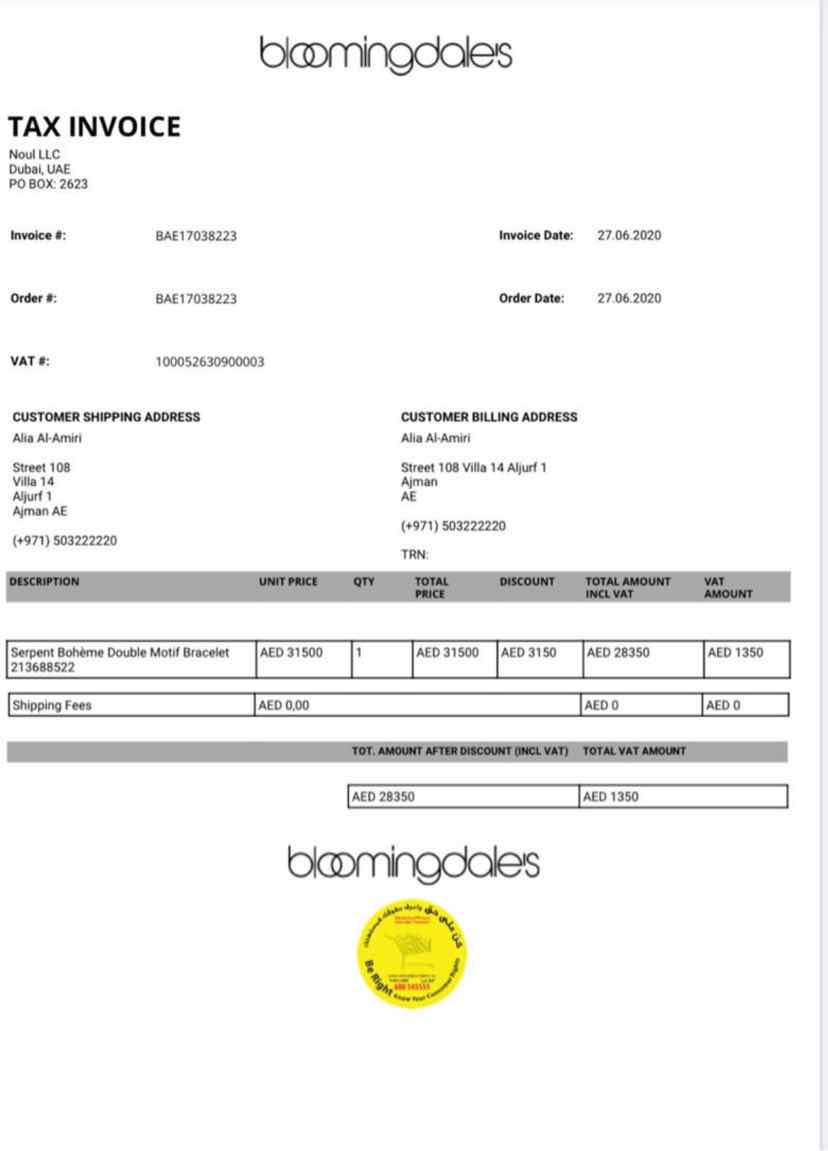 bloomingdale's
TAX INVOICE
Noul LLC
Dubai, UAE
PO BOX: 2623
Invoice #: BAE17038223 Invoice Date: 27.06.2020
Order #: BAE17038223 Order Date: 27.06.2020
VAT #: 100052630900003
CUSTOMER SHIPPING ADDRESS
Alia Al-Amiri
Street 108
Villa 14
Aljurf 1
Ajman AE
(+971) 503222220
CUSTOMER BILLING ADDRESS
Alia Al-Amiri
Street 108 Villa 14 Aljurf 1
Ajman
AE
(+971) 503222220
TRN:
DESCRIPTION UNIT PRICE QTY TOTAL PRICE DISCOUNT TOTAL AMOUNT INCL VAT VAT AMOUNT
Serpent Bohème Double Motif Bracelet AED 31500 1 AED 31500 AED 3150 AED 28350 AED 1350
213688522
Shipping Fees AED 0,00 AED 0 AED 0
TOT. AMOUNT AFTER DISCOUNT (INCL VAT) TOTAL VAT AMOUNT
AED 28350 AED 1350
bloomingdale's
كن على حق واعرف حقوقك كمستهلك
Be Right Know Your Consumer Rights